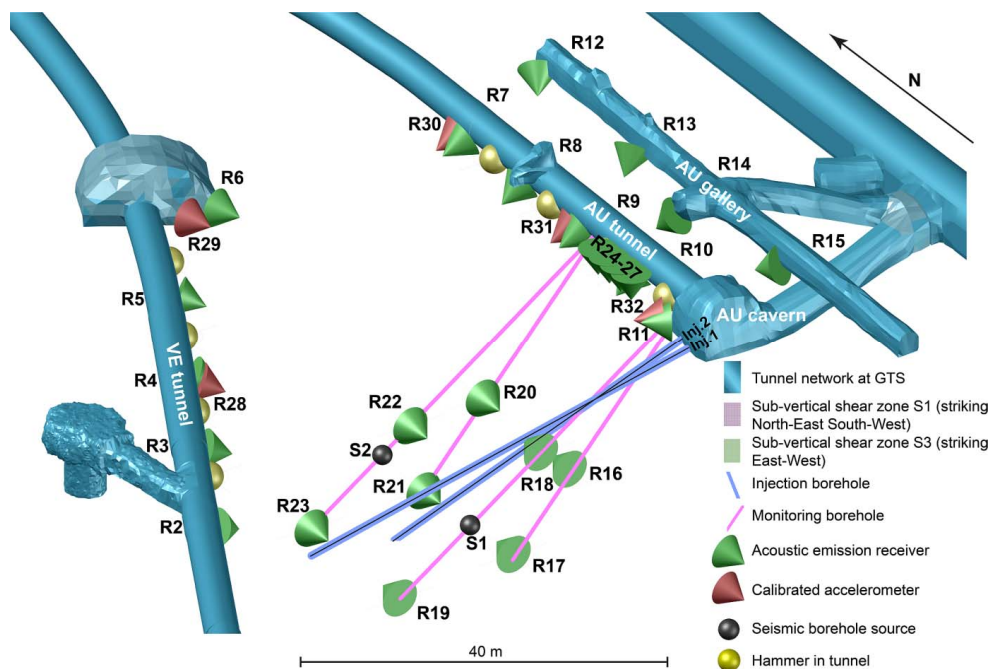 R12
N
R7
R30
R13
R8
R14
R6
AU gallery
R29
R9
AU tunnel
R31
R10
R15
R24-27
R5
R32
AU cavern
R11
Inj.2
Inj.1
VE tunnel
R4
R28
R20
Tunnel network at GTS
R22
Sub-vertical shear zone S1 (striking
North-East South-West)
R3
S2
Sub-vertical shear zone S3 (striking
East-West)
R18
R16
R21
Injection borehole
R23
R2
Monitoring borehole
S1
Acoustic emission receiver
R17
R19
Calibrated accelerometer
Seismic borehole source
40 m
Hammer in tunnel